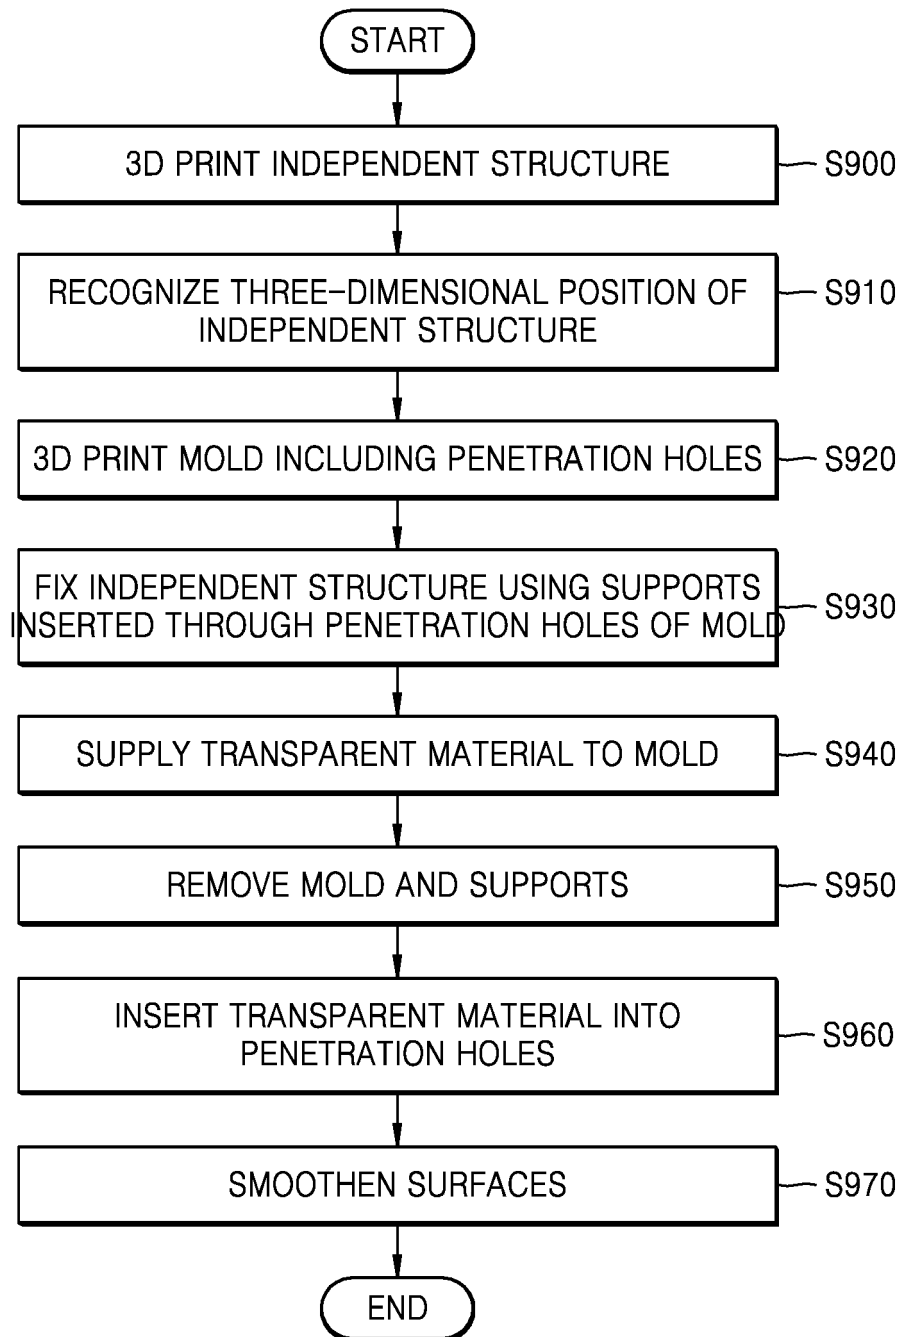 START
3D PRINT INDEPENDENT STRUCTURE
S900
RECOGNIZE THREE-DIMENSIONAL POSITION OF
INDEPENDENT STRUCTURE
S910
3D PRINT MOLD INCLUDING PENETRATION HOLES
S920
FIX INDEPENDENT STRUCTURE USING SUPPORTS
INSERTED THROUGH PENETRATION HOLES OF MOLD
S930
SUPPLY TRANSPARENT MATERIAL TO MOLD
S940
REMOVE MOLD AND SUPPORTS
S950
INSERT TRANSPARENT MATERIAL INTO
PENETRATION HOLES
S960
SMOOTHEN SURFACES
S970
END